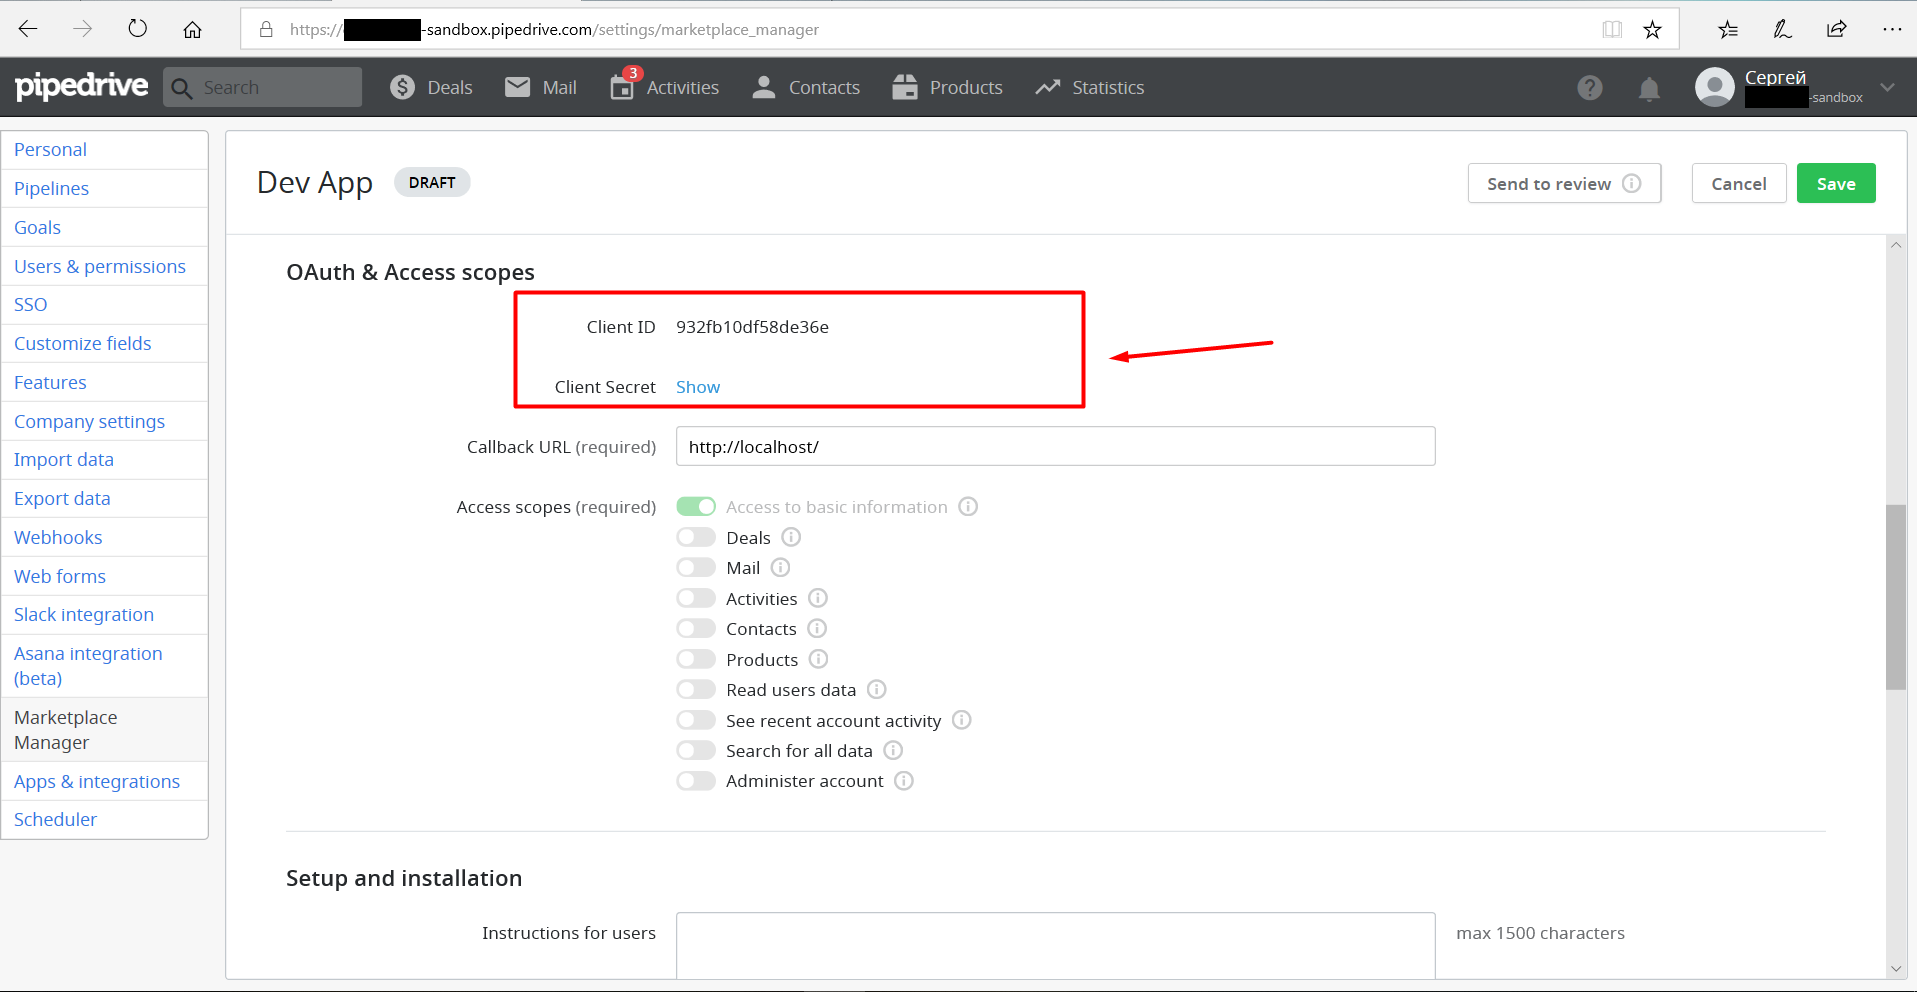 https://
-sandbox.pipedrive.com/settings/marketplace_manager
pipedrive
Search
Deals
Mail
3
Activities
Contacts
Products
Statistics
?
Сергей
-sandbox
Personal
Pipelines
Goals
Users & permissions
SSO
Customize fields
Features
Company settings
Import data
Export data
Webhooks
Web forms
Slack integration
Asana integration
(beta)
Marketplace
Manager
Apps & integrations
Scheduler
Dev App
DRAFT
Send to review
Cancel
Save
OAuth & Access scopes
Client ID 932fb10df58de36e
Client Secret Show
Callback URL (required) http://localhost/
Access scopes (required) Access to basic information
Deals
Mail
Activities
Contacts
Products
Read users data
See recent account activity
Search for all data
Administer account
Setup and installation
Instructions for users
max 1500 characters